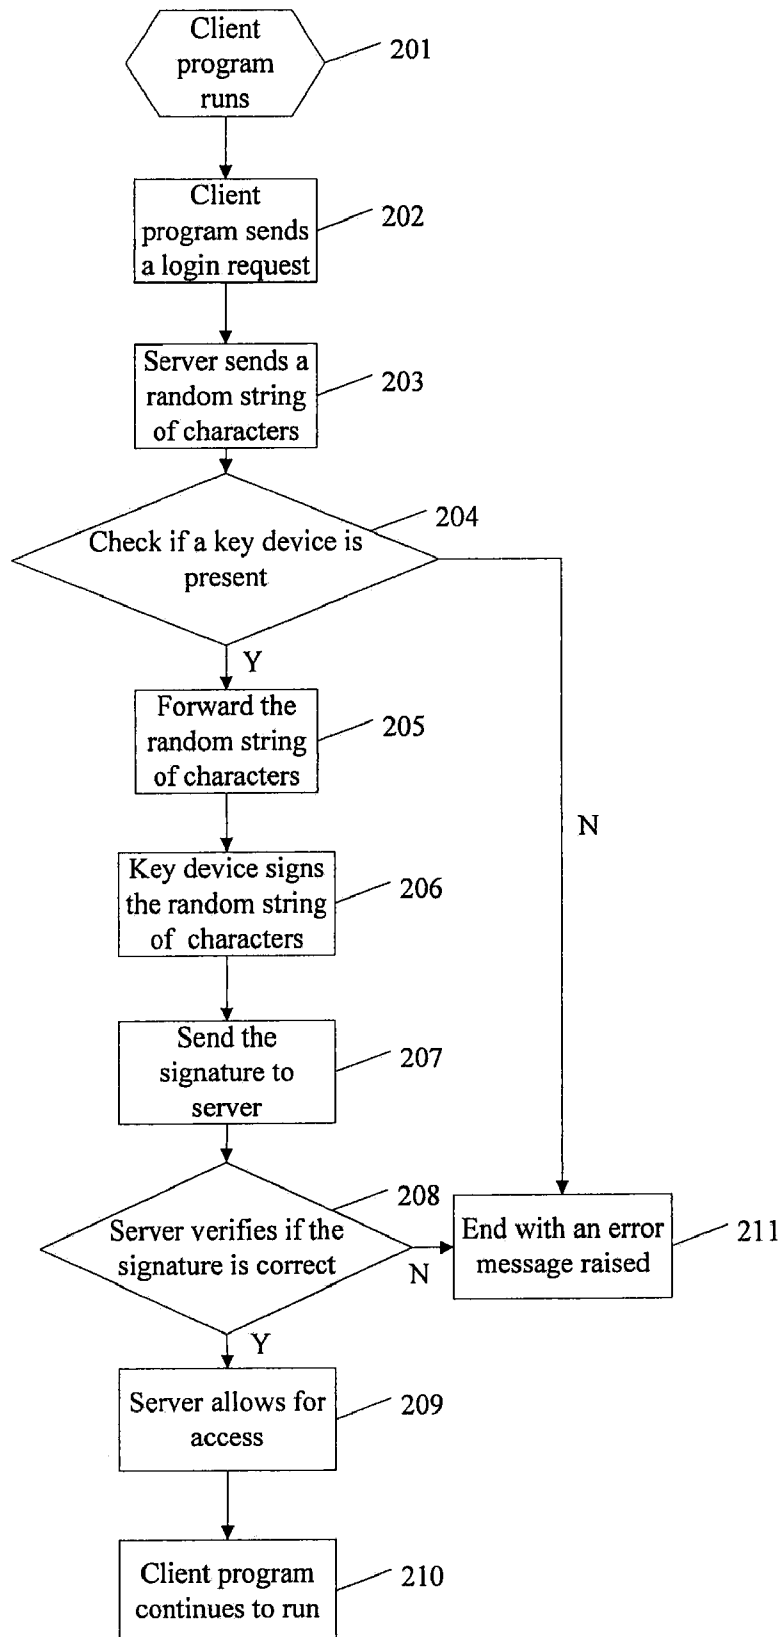 Client
program
runs
201
Client
program sends
a login request
202
Server sends a
random string
of characters
203
Check if a key device is
present
204
Y
N
Forward the
random string
of characters
205
Key device signs
the random string
of characters
206
Send the
signature to
server
207
Server verifies if the
signature is correct
208
N
Y
End with an error
message raised
211
Server allows for
access
209
Client program
continues to run
210